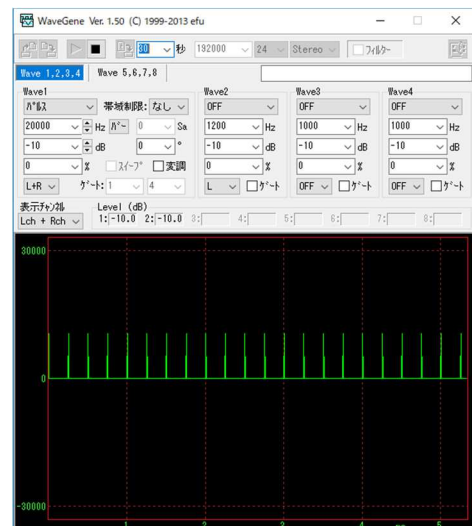 WaveGene Ver. 1.50 (C) 1999-2013 efu
30 秒 192000 24 Stereo フィルター
Wave 1,2,3,4 Wave 5,6,7,8
Wave1 Wave2 Wave3 Wave4
パルス 帯域制限: なし OFF OFF OFF
20000 Hz バー 0 Sa 1200 Hz 1000 Hz 1000 Hz
-10 dB 0 ° -10 dB -10 dB -10 dB
0 % スイープ 変調 0 % 0 % 0 %
L+R ゲート: 1 4 L ゲート OFF ゲート OFF ゲート
表示チャンネル Level (dB)
Lch + Rch 1: -10.0 2: -10.0 3: 4: 5: 6: 7: 8:
30000
0
-30000
1 2 3 4 5